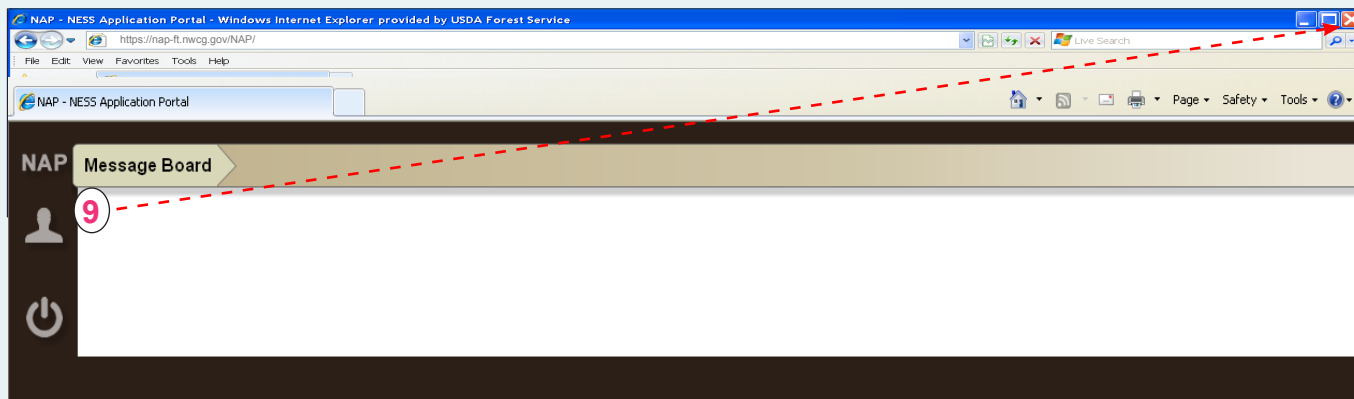 NAP - NESS Application Portal - Windows Internet Explorer provided by USDA Forest Service
https://nap-ft.nwcg.gov/NAP/
Live Search
File Edit View Favorites Tools Help
NAP - NESS Application Portal
Page Safety Tools
NAP
Message Board
9